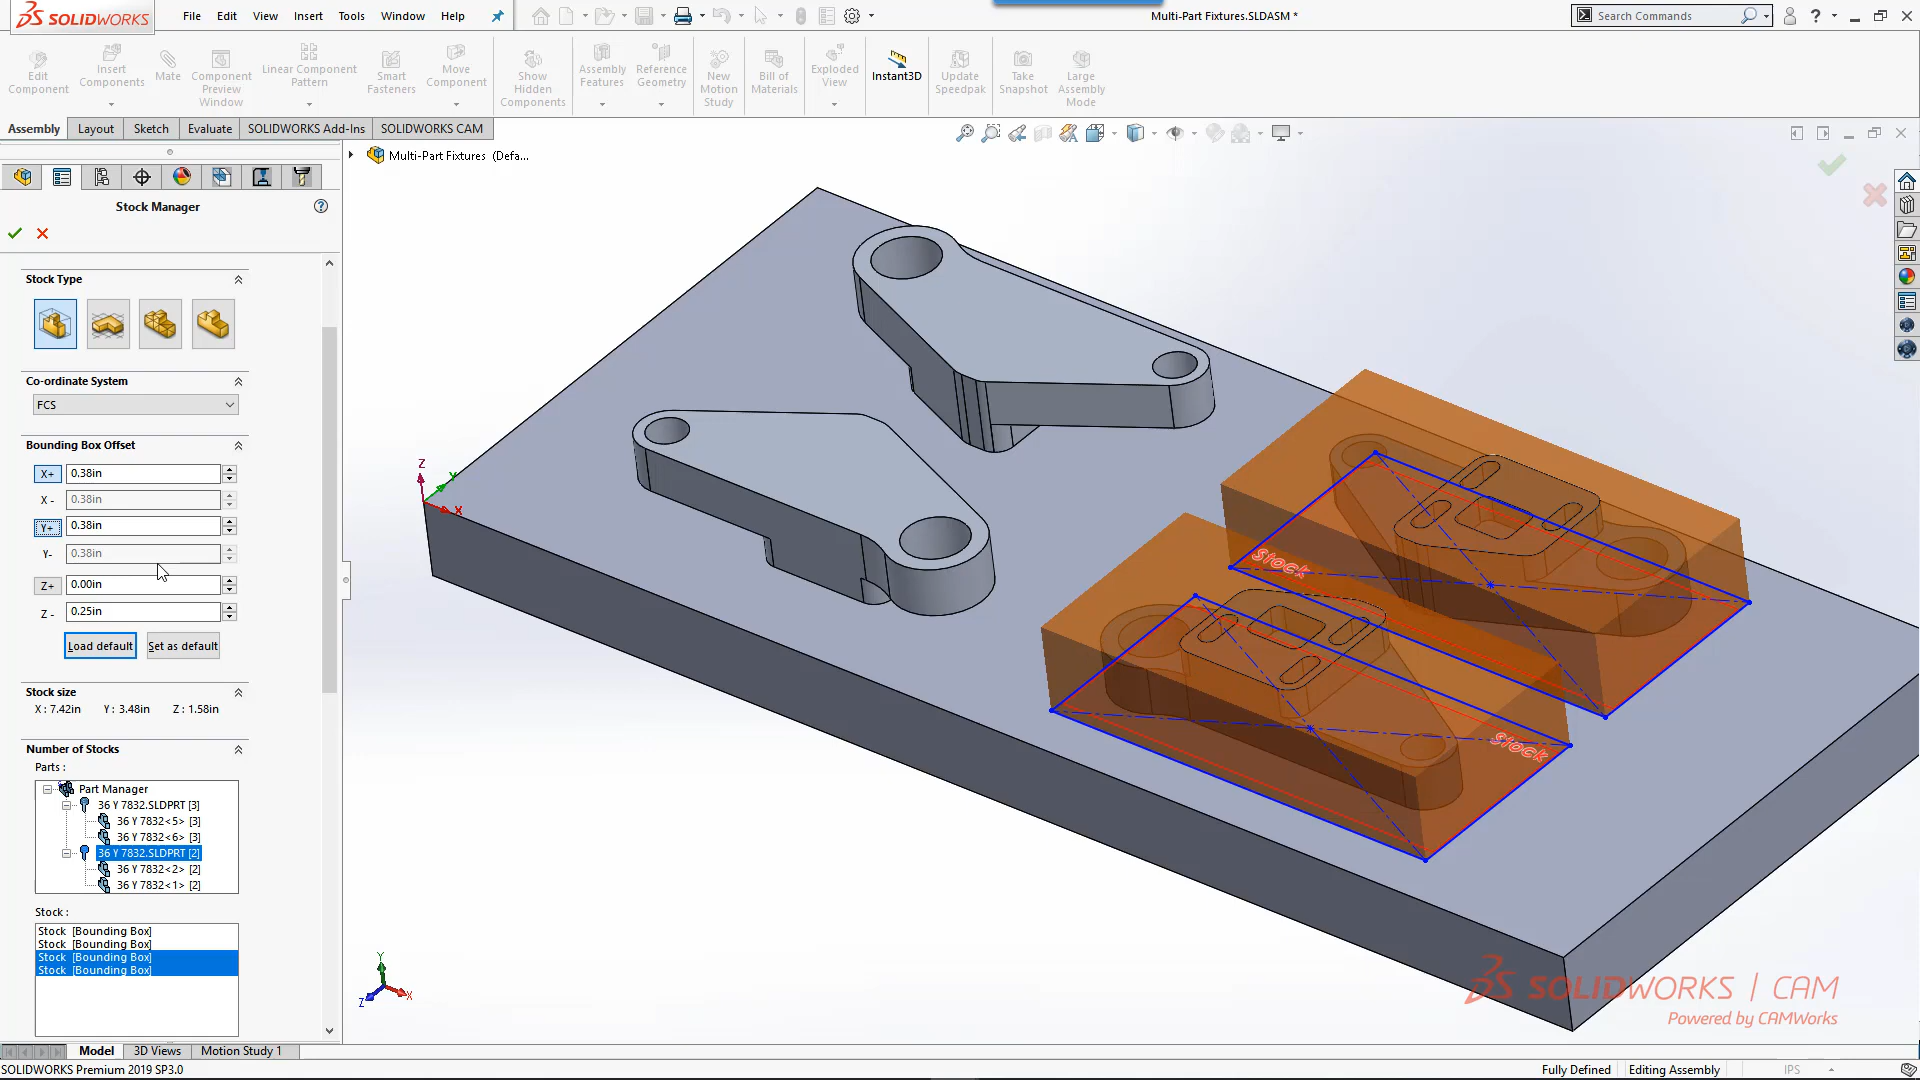 SOLIDWORKS
File Edit View Insert Tools Window Help
Multi-Part Fixtures.SLDASM *
Search Commands
Edit Component
Insert Components
Mate
Component Preview Window
Linear Component Pattern
Smart Fasteners
Move Component
Show Hidden Components
Assembly Features
Reference Geometry
New Motion Study
Bill of Materials
Exploded View
Instant3D
Update Speedpak
Take Snapshot
Large Assembly Mode
Assembly Layout Sketch Evaluate SOLIDWORKS Add-Ins SOLIDWORKS CAM
Multi-Part Fixtures (Defa...
Stock Manager
Stock Type
Co-ordinate System
FCS
Bounding Box Offset
X+ 0.38in
X - 0.38in
Y+ 0.38in
Y- 0.38in
Z+ 0.00in
Z - 0.25in
Load default Set as default
Stock size
X : 7.42in Y : 3.48in Z : 1.58in
Number of Stocks
Parts :
Part Manager
36 Y 7832.SLDPRT [3]
36 Y 7832<5> [3]
36 Y 7832<6> [3]
36 Y 7832.SLDPRT [2]
36 Y 7832<2> [2]
36 Y 7832<1> [2]
Stock :
Stock [Bounding Box]
Stock [Bounding Box]
Stock [Bounding Box]
Stock [Bounding Box]
Z
Y
X
Stock
Stock
Y
Z
X
SOLIDWORKS | CAM
Powered by CAMWorks
Model 3D Views Motion Study 1
SOLIDWORKS Premium 2019 SP3.0
Fully Defined Editing Assembly IPS